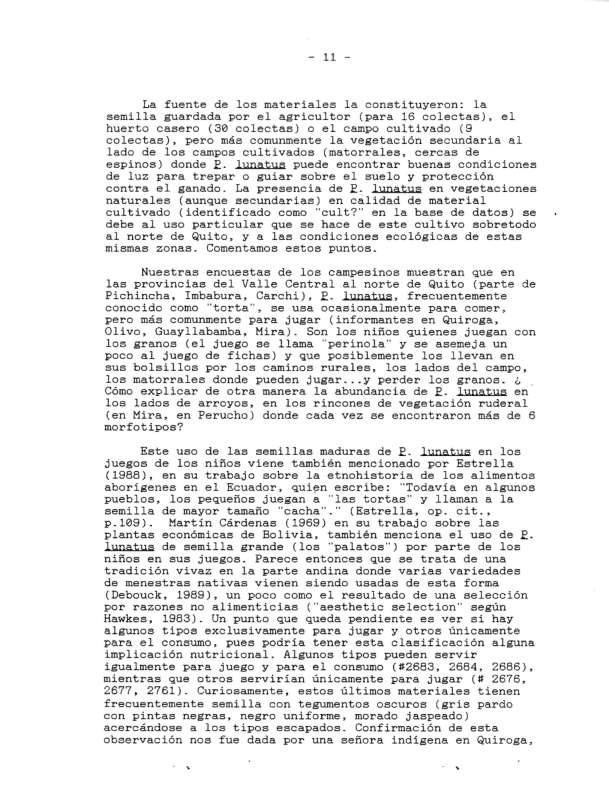 - 11 -
La fuente de los materiales la constituyeron: la
semilla guardada por el agricultor (para 16 colectas), el
huerto casero (30 colectas) o el campo cultivado (9
colectas), pero más comunmente la vegetación secundaria al
lado de los campos cultivados (matorrales, cercas de
espinos) donde P. lunatus puede encontrar buenas condiciones
de luz para trepar o guiar sobre el suelo y protección
contra el ganado. La presencia de P. lunatus en vegetaciones
naturales (aunque secundarias) en calidad de material
cultivado (identificado como "cult?" en la base de datos) se
debe al uso particular que se hace de este cultivo sobretodo
al norte de Quito, y a las condiciones ecológicas de estas
mismas zonas. Comentamos estos puntos.
Nuestras encuestas de los campesinos muestran que en
las provincias del Valle Central al norte de Quito (parte de
Pichincha, Imbabura, Carchi), P. lunatus, frecuentemente
conocido como "torta", se usa ocasionalmente para comer,
pero más comunmente para jugar (informantes en Quiroga,
Olivo, Guayllabamba, Mira). Son los niños quienes juegan con
los granos (el juego se llama "perinola" y se asemeja un
poco al juego de fichas) y que posiblemente los llevan en
sus bolsillos por los caminos rurales, los lados del campo,
los matorrales donde pueden jugar...y perder los granos. ¿
Cómo explicar de otra manera la abundancia de P. lunatus en
los lados de arroyos, en los rincones de vegetación ruderal
(en Mira, en Perucho) donde cada vez se encontraron más de 6
morfotipos?
Este uso de las semillas maduras de P. lunatus en los
juegos de los niños viene también mencionado por Estrella
(1988), en su trabajo sobre la etnohistoria de los alimentos
aborígenes en el Ecuador, quien escribe: "Todavía en algunos
pueblos, los pequeños juegan a "las tortas" y llaman a la
semilla de mayor tamaño "cacha"." (Estrella, op. cit.,
p.109). Martín Cárdenas (1969) en su trabajo sobre las
plantas económicas de Bolivia, también menciona el uso de P.
lunatus de semilla grande (los "palatos") por parte de los
niños en sus juegos. Parece entonces que se trata de una
tradición vivaz en la parte andina donde varias variedades
de menestras nativas vienen siendo usadas de esta forma
(Debouck, 1989), un poco como el resultado de una selección
por razones no alimenticias ("aesthetic selection" según
Hawkes, 1983). Un punto que queda pendiente es ver si hay
algunos tipos exclusivamente para jugar y otros únicamente
para el consumo, pues podría tener esta clasificación alguna
implicación nutricional. Algunos tipos pueden servir
igualmente para juego y para el consumo (#2683, 2684, 2686),
mientras que otros servirían únicamente para jugar (# 2676,
2677, 2761). Curiosamente, estos últimos materiales tienen
frecuentemente semilla con tegumentos oscuros (gris pardo
con pintas negras, negro uniforme, morado jaspeado)
acercándose a los tipos escapados. Confirmación de esta
observación nos fue dada por una señora indígena en Quiroga,